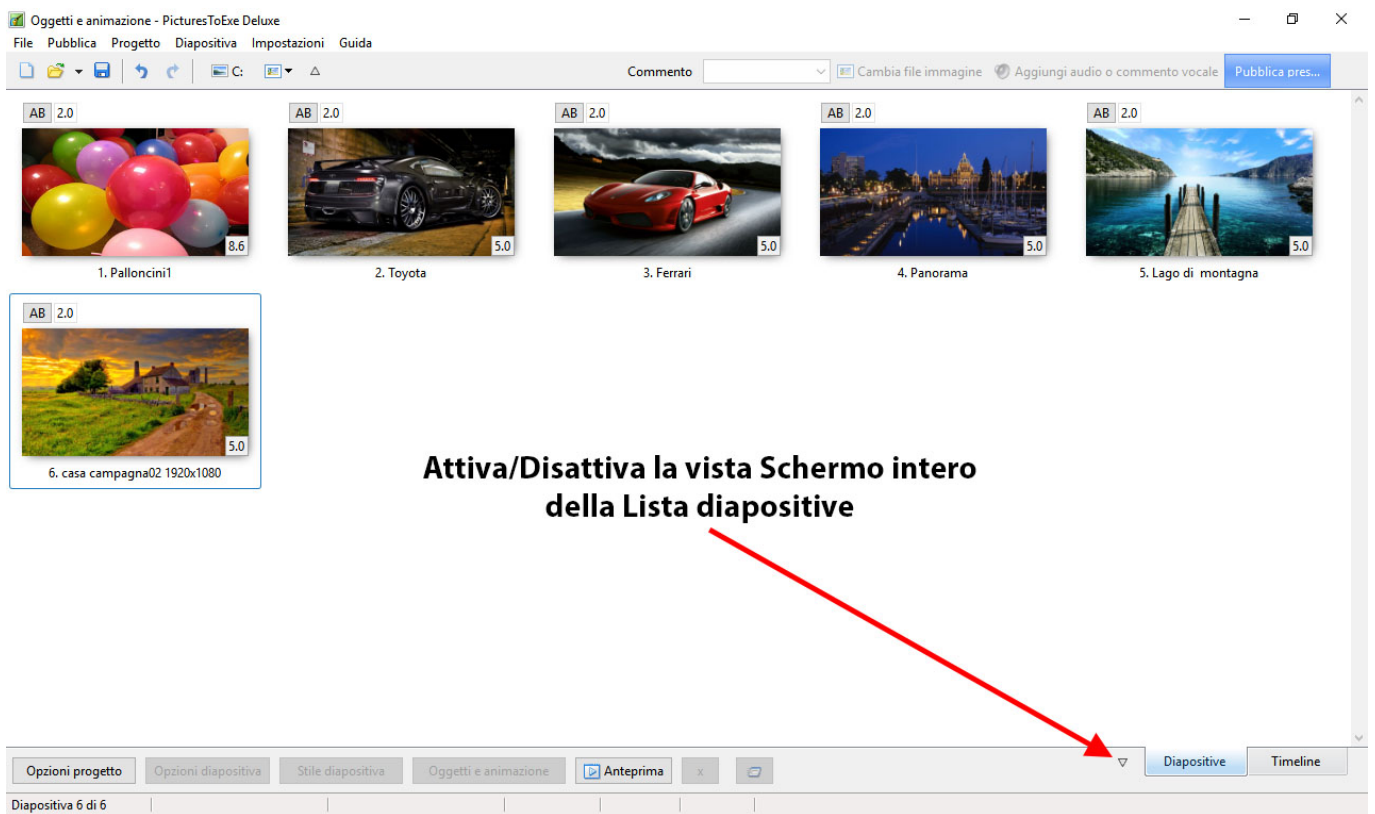 Oggetti e animazione - PicturesToExe Deluxe
File Pubblica Progetto Diapositiva Impostazioni Guida
C: Commento Cambia file immagine Aggiungi audio o commento vocale Pubblica pres...
AB 2.0 AB 2.0 AB 2.0 AB 2.0 AB 2.0
8.6 5.0 5.0 5.0 5.0
1. Palloncini1 2. Toyota 3. Ferrari 4. Panorama 5. Lago di montagna
AB 2.0
5.0
6. casa campagna02 1920x1080
Attiva/Disattiva la vista Schermo intero
della Lista diapositive
Opzioni progetto Opzioni diapositiva Stile diapositiva Oggetti e animazione Anteprima x Diapositive Timeline
Diapositiva 6 di 6